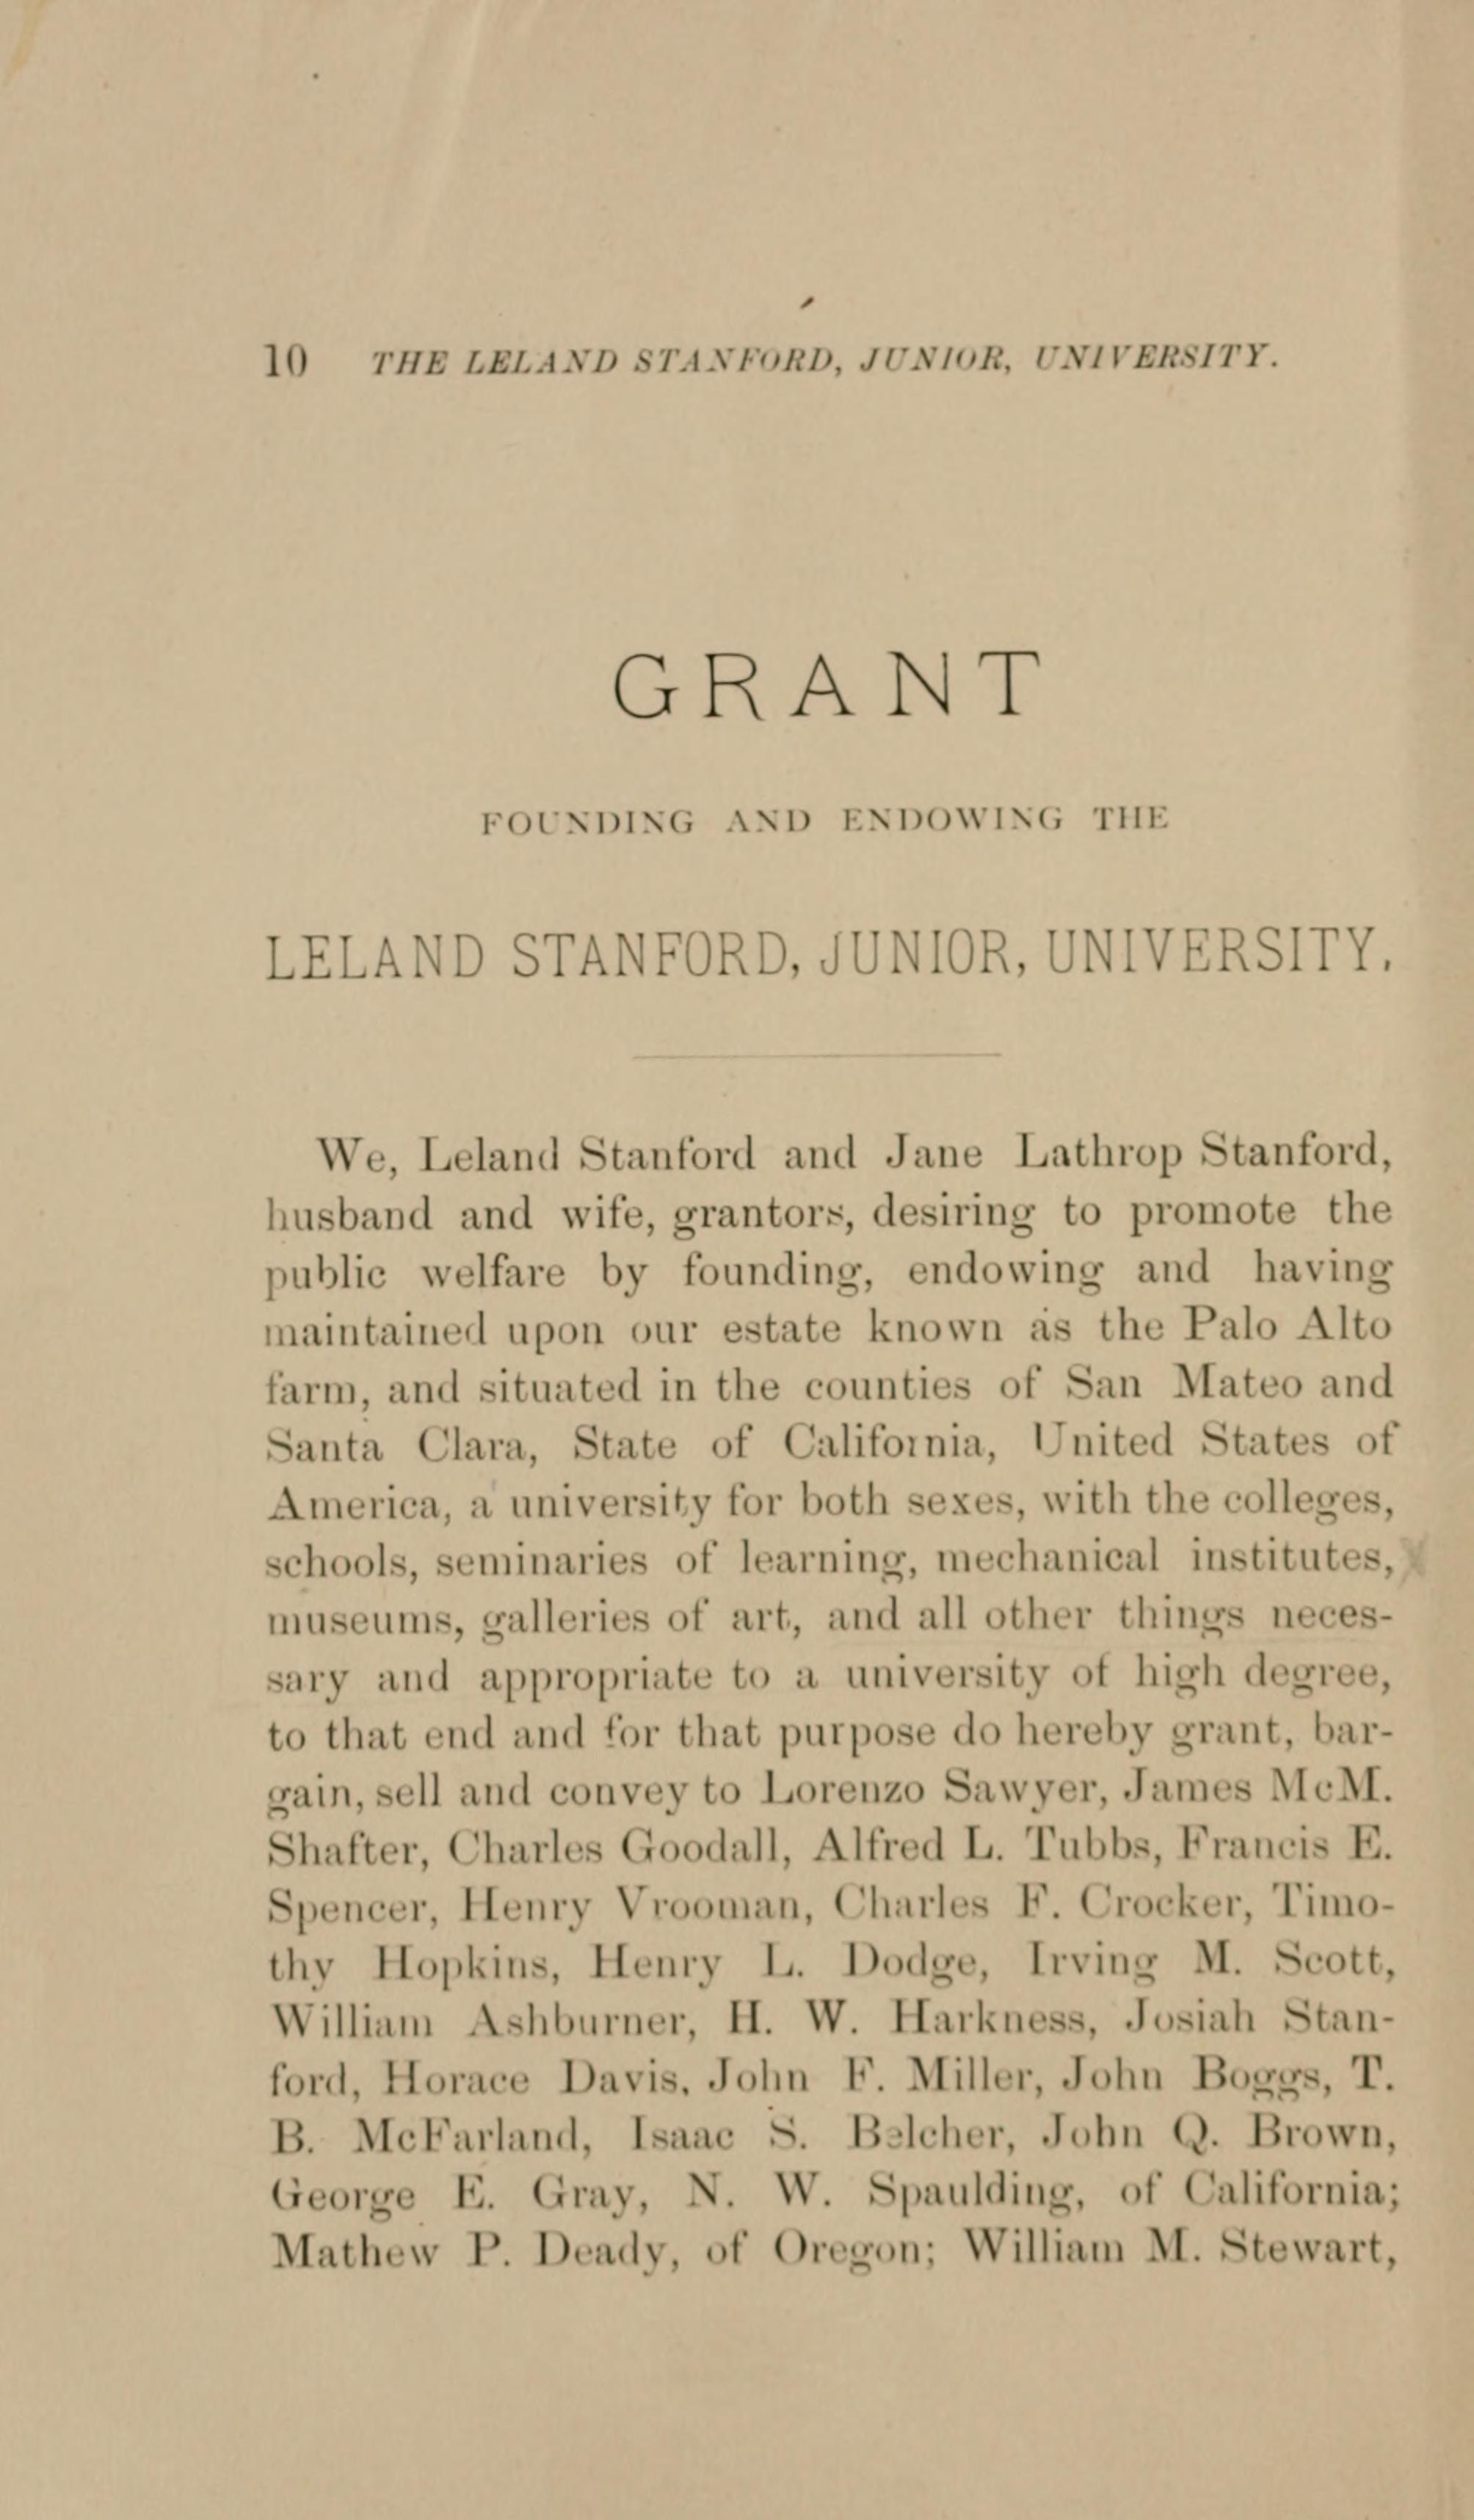 10 THE LELAND STANFORD, JUNIOR, UNIVERSITY.
GRANT
FOUNDING AND ENDOWING THE
LELAND STANFORD, JUNIOR, UNIVERSITY.
We, Leland Stanford and Jane Lathrop Stanford,
husband and wife, grantors, desiring to promote the
public welfare by founding, endowing and having
maintained upon our estate known as the Palo Alto
farm, and situated in the counties of San Mateo and
Santa Clara, State of California, United States of
America, a university for both sexes, with the colleges,
schools, seminaries of learning, mechanical institutes,
museums, galleries of art, and all other things neces-
sary and appropriate to a university of high degree,
to that end and for that purpose do hereby grant, bar-
gain, sell and convey to Lorenzo Sawyer, James McM.
Shafter, Charles Goodall, Alfred L. Tubbs, Francis E.
Spencer, Henry Vrooman, Charles F. Crocker, Timo-
thy Hopkins, Henry L. Dodge, Irving M. Scott,
William Ashburner, H. W. Harkness, Josiah Stan-
ford, Horace Davis, John F. Miller, John Boggs, T.
B. McFarland, Isaac S. Belcher, John Q. Brown,
George E. Gray, N. W. Spaulding, of California;
Mathew P. Deady, of Oregon; William M. Stewart,